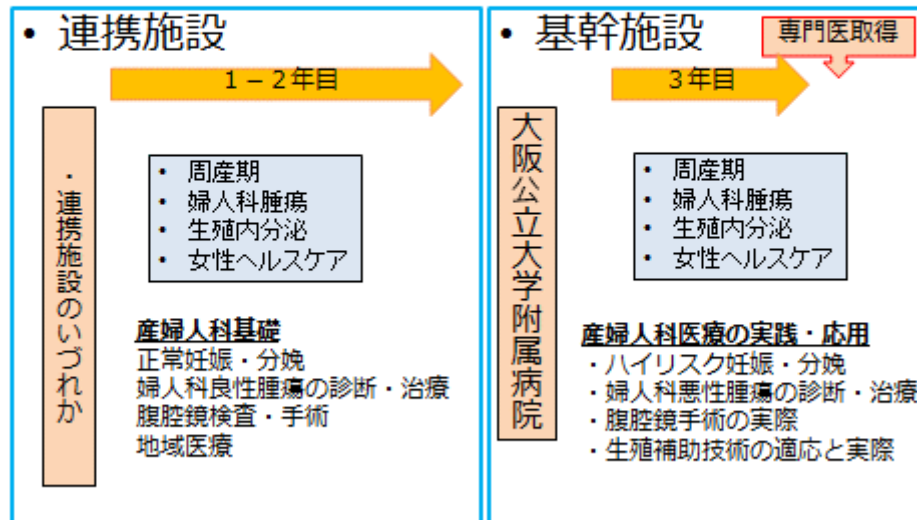 • 連携施設
1－2年目
・連携施設のいづれか
• 周産期
• 婦人科腫瘍
• 生殖内分泌
• 女性ヘルスケア
産婦人科基礎
正常妊娠・分娩
婦人科良性腫瘍の診断・治療
腹腔鏡検査・手術
地域医療
• 基幹施設
専門医取得
3年目
大阪公立大学附属病院
• 周産期
• 婦人科腫瘍
• 生殖内分泌
• 女性ヘルスケア
産婦人科医療の実践・応用
・ハイリスク妊娠・分娩
・婦人科悪性腫瘍の診断・治療
・腹腔鏡手術の実際
・生殖補助技術の適応と実際